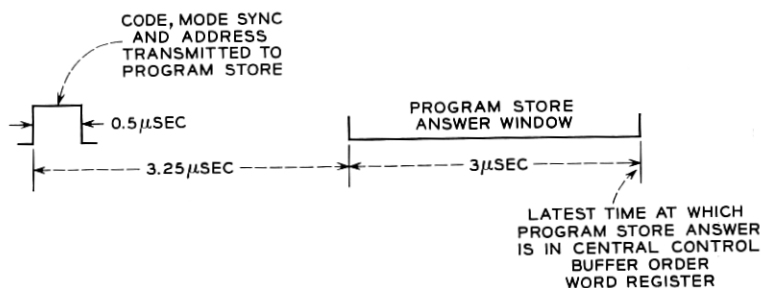 CODE, MODE SYNC
AND ADDRESS
TRANSMITTED TO
PROGRAM STORE
0.5μSEC
PROGRAM STORE
ANSWER WINDOW
3.25μSEC
3μSEC
LATEST TIME AT WHICH
PROGRAM STORE ANSWER
IS IN CENTRAL CONTROL
BUFFER ORDER
WORD REGISTER